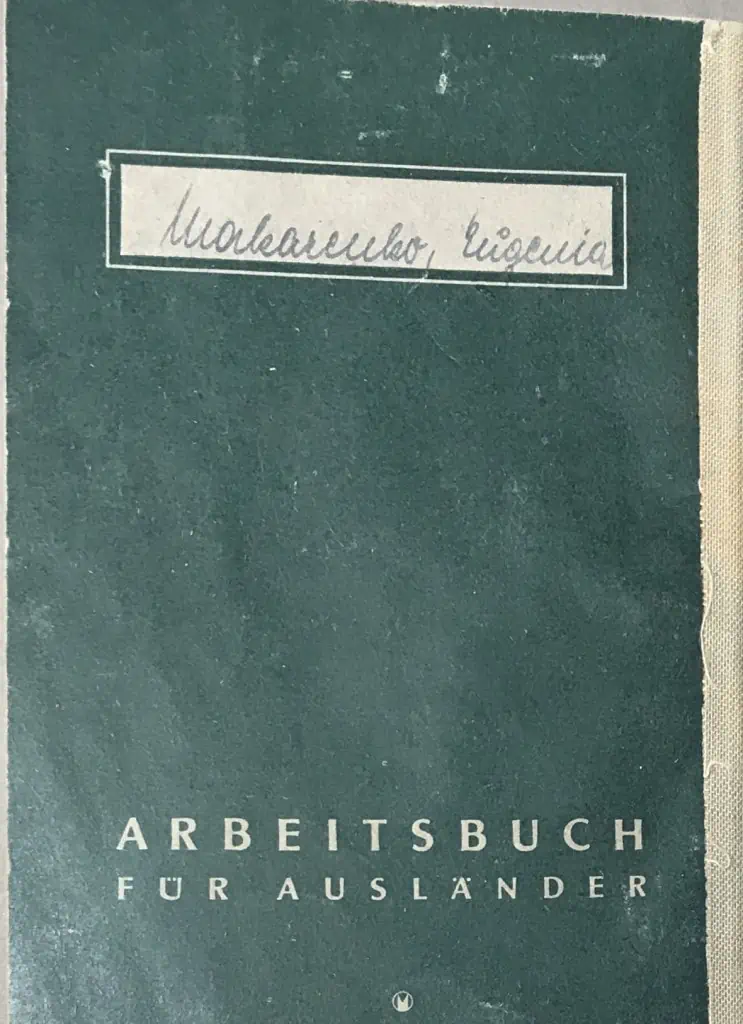 Makarenko, Eugenia
ARBEITSBUCH
FÜR AUSLÄNDER